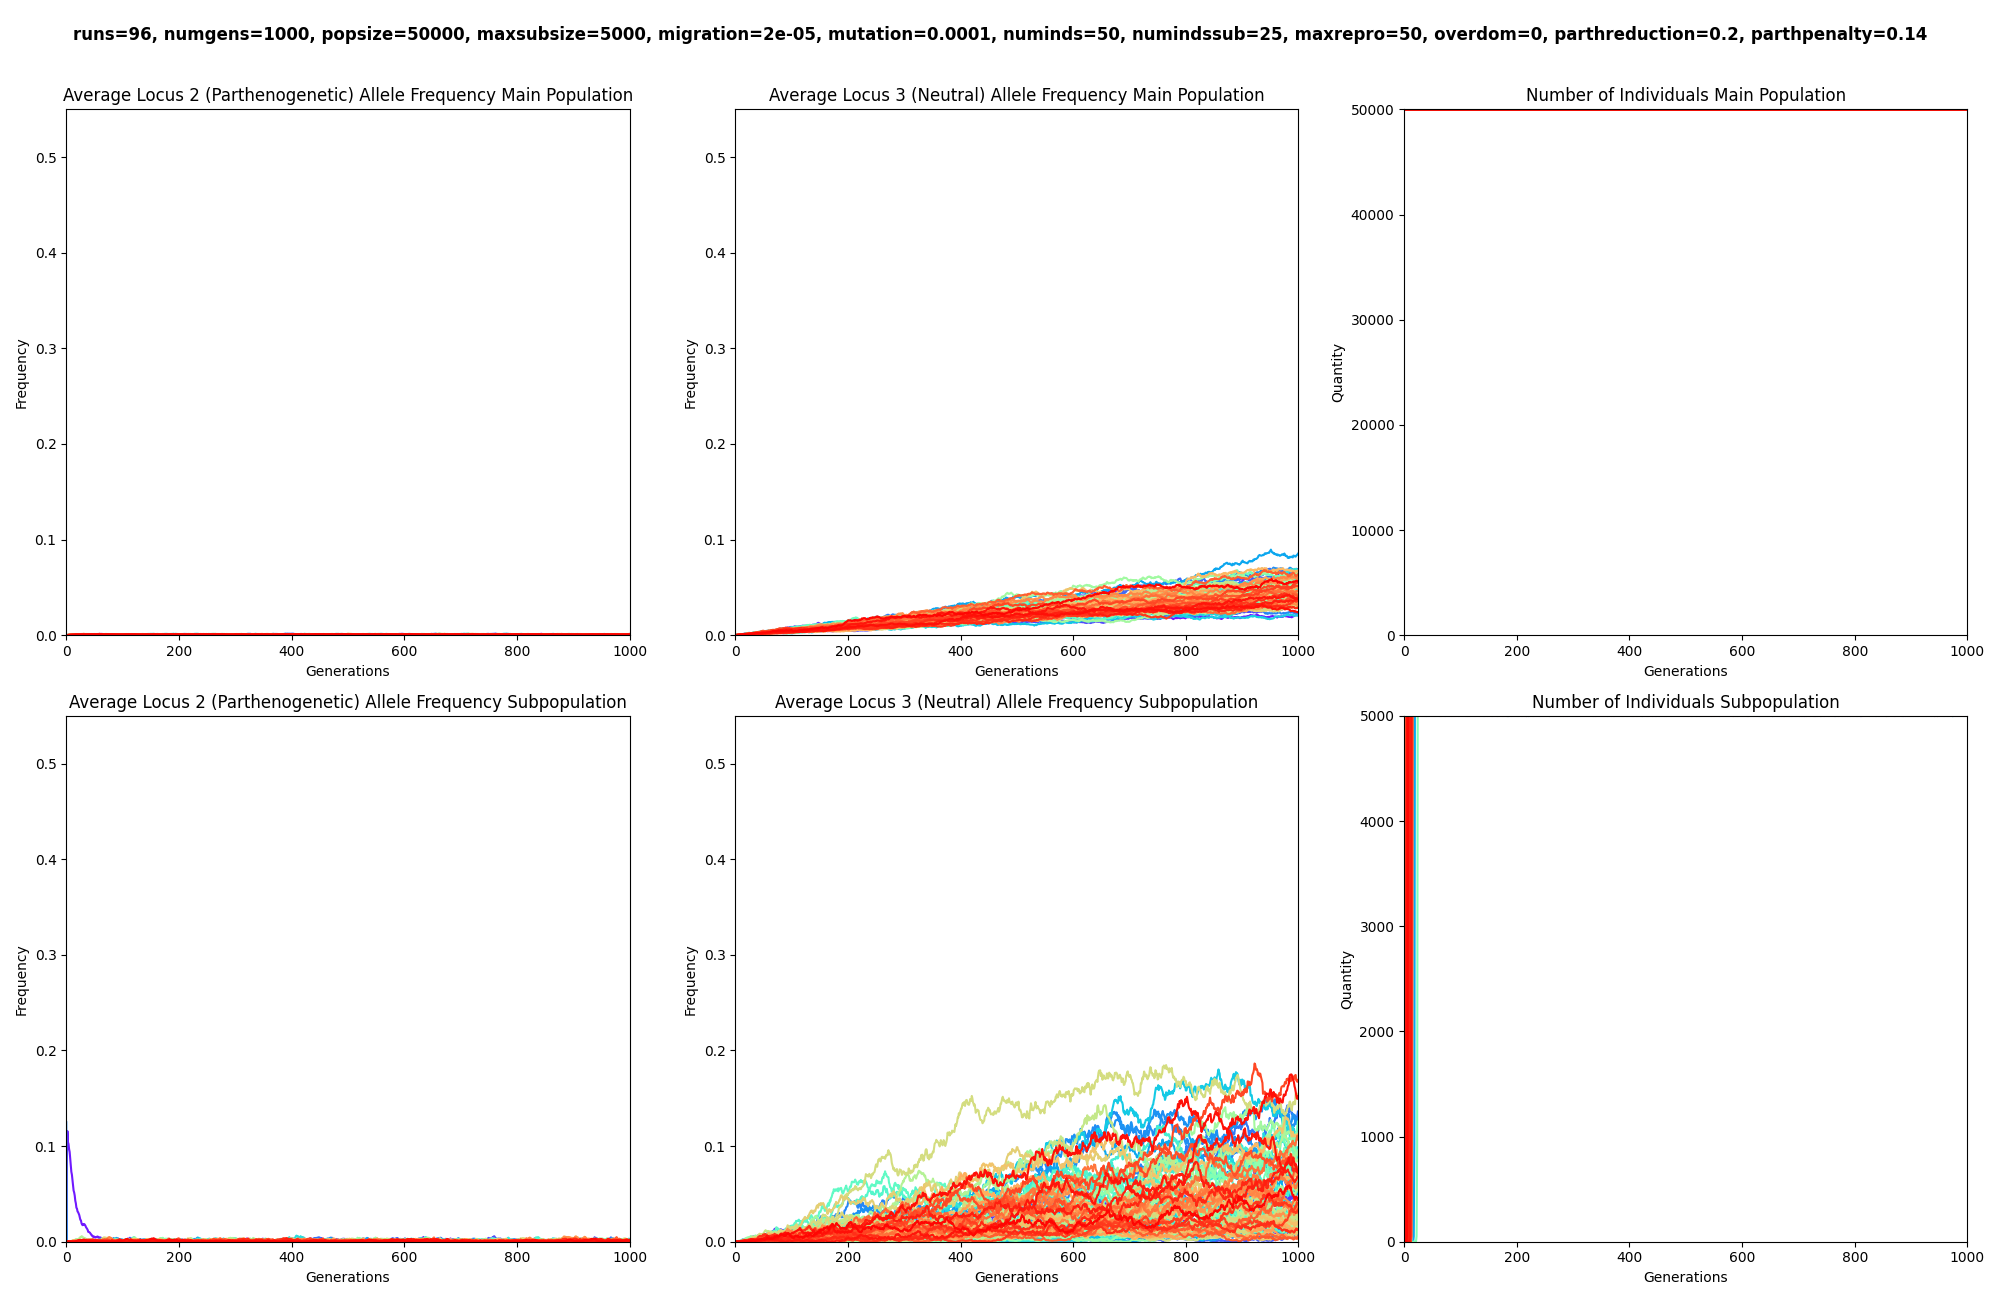 runs=96, numgens=1000, popsize=50000, maxsubsize=5000, migration=2e-05, mutation=0.0001, numinds=50, numindssub=25, maxrepro=50, overdom=0, parthreduction=0.2, parthpenalty=0.14
Average Locus 2 (Parthenogenetic) Allele Frequency Main Population
Frequency
0.5
0.4
0.3
0.2
0.1
0.0
0 200 400 600 800 1000
Generations
Average Locus 3 (Neutral) Allele Frequency Main Population
Frequency
0.5
0.4
0.3
0.2
0.1
0.0
0 200 400 600 800 1000
Generations
Number of Individuals Main Population
Quantity
50000
40000
30000
20000
10000
0
0 200 400 600 800 1000
Generations
Average Locus 2 (Parthenogenetic) Allele Frequency Subpopulation
Frequency
0.5
0.4
0.3
0.2
0.1
0.0
0 200 400 600 800 1000
Generations
Average Locus 3 (Neutral) Allele Frequency Subpopulation
Frequency
0.5
0.4
0.3
0.2
0.1
0.0
0 200 400 600 800 1000
Generations
Number of Individuals Subpopulation
Quantity
5000
4000
3000
2000
1000
0
0 200 400 600 800 1000
Generations